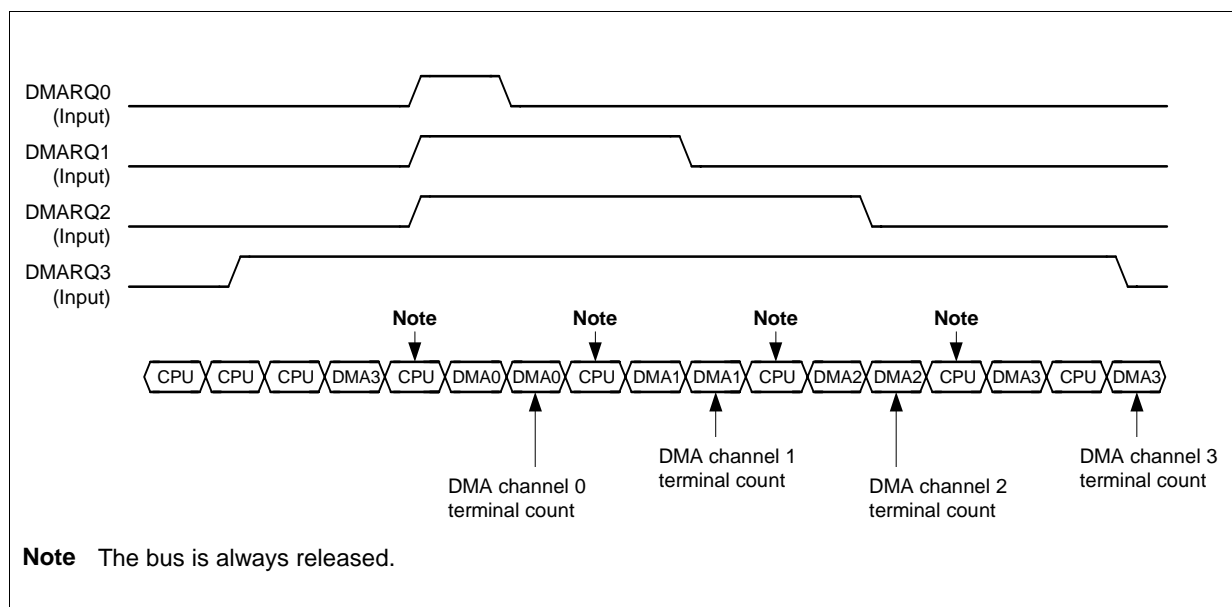 DMARQ0
(Input)
DMARQ1
(Input)
DMARQ2
(Input)
DMARQ3
(Input)
Note Note Note Note
CPU CPU CPU DMA3 CPU DMA0 DMA0 CPU DMA1 DMA1 CPU DMA2 DMA2 CPU DMA3 CPU DMA3
DMA channel 0
terminal count
DMA channel 1
terminal count
DMA channel 2
terminal count
DMA channel 3
terminal count
Note The bus is always released.